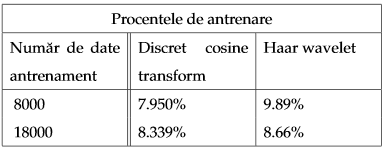 Procentele de antrenare
Număr de date Discret cosine Haar wavelet
antrenament transform
8000 7.950% 9.89%
18000 8.339% 8.66%